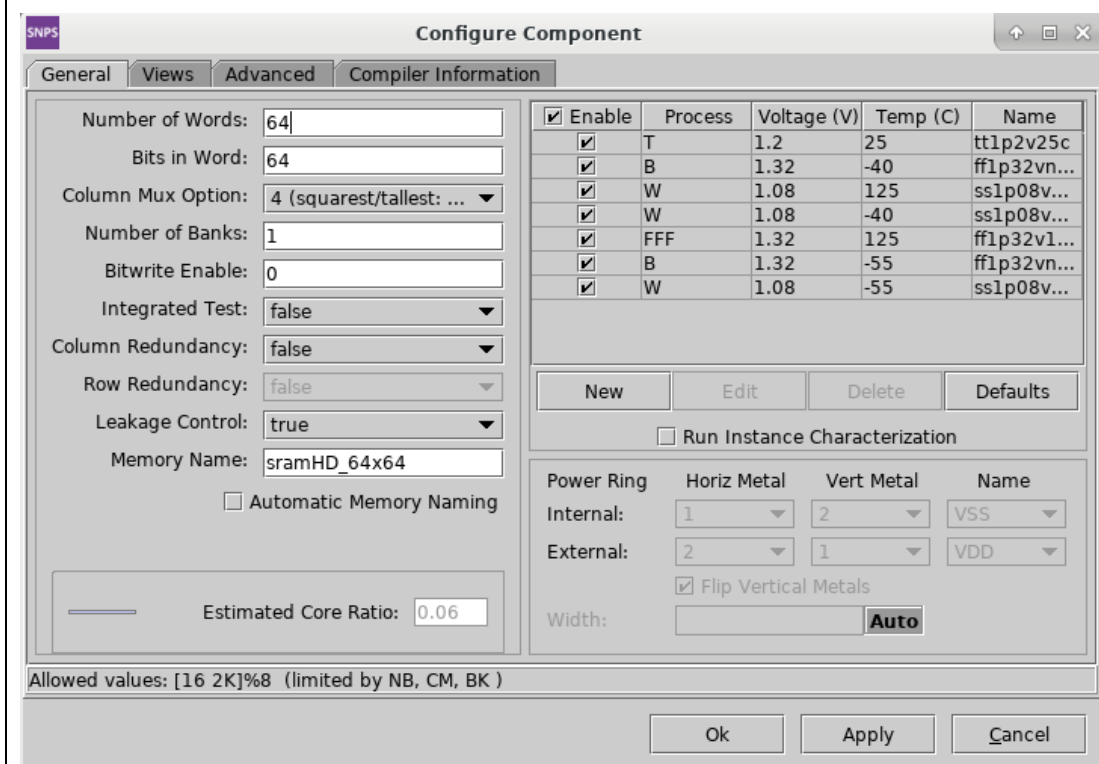 SNPS Configure Component
General Views Advanced Compiler Information
Number of Words: 64
Bits in Word: 64
Column Mux Option: 4 (squarest/tallest: ...
Number of Banks: 1
Bitwrite Enable: 0
Integrated Test: false
Column Redundancy: false
Row Redundancy: false
Leakage Control: true
Memory Name: sramHD_64x64
Automatic Memory Naming
Estimated Core Ratio: 0.06
Enable Process Voltage (V) Temp (C) Name
T 1.2 25 tt1p2v25c
B 1.32 -40 ff1p32vn...
W 1.08 125 ss1p08v...
W 1.08 -40 ss1p08v...
FFF 1.32 125 ff1p32v1...
B 1.32 -55 ff1p32vn...
W 1.08 -55 ss1p08v...
New Edit Delete Defaults
Run Instance Characterization
Power Ring Horiz Metal Vert Metal Name
Internal: 1 2 VSS
External: 2 1 VDD
Flip Vertical Metals
Width: Auto
Allowed values: [16 2K]%8 (limited by NB, CM, BK )
Ok Apply Cancel